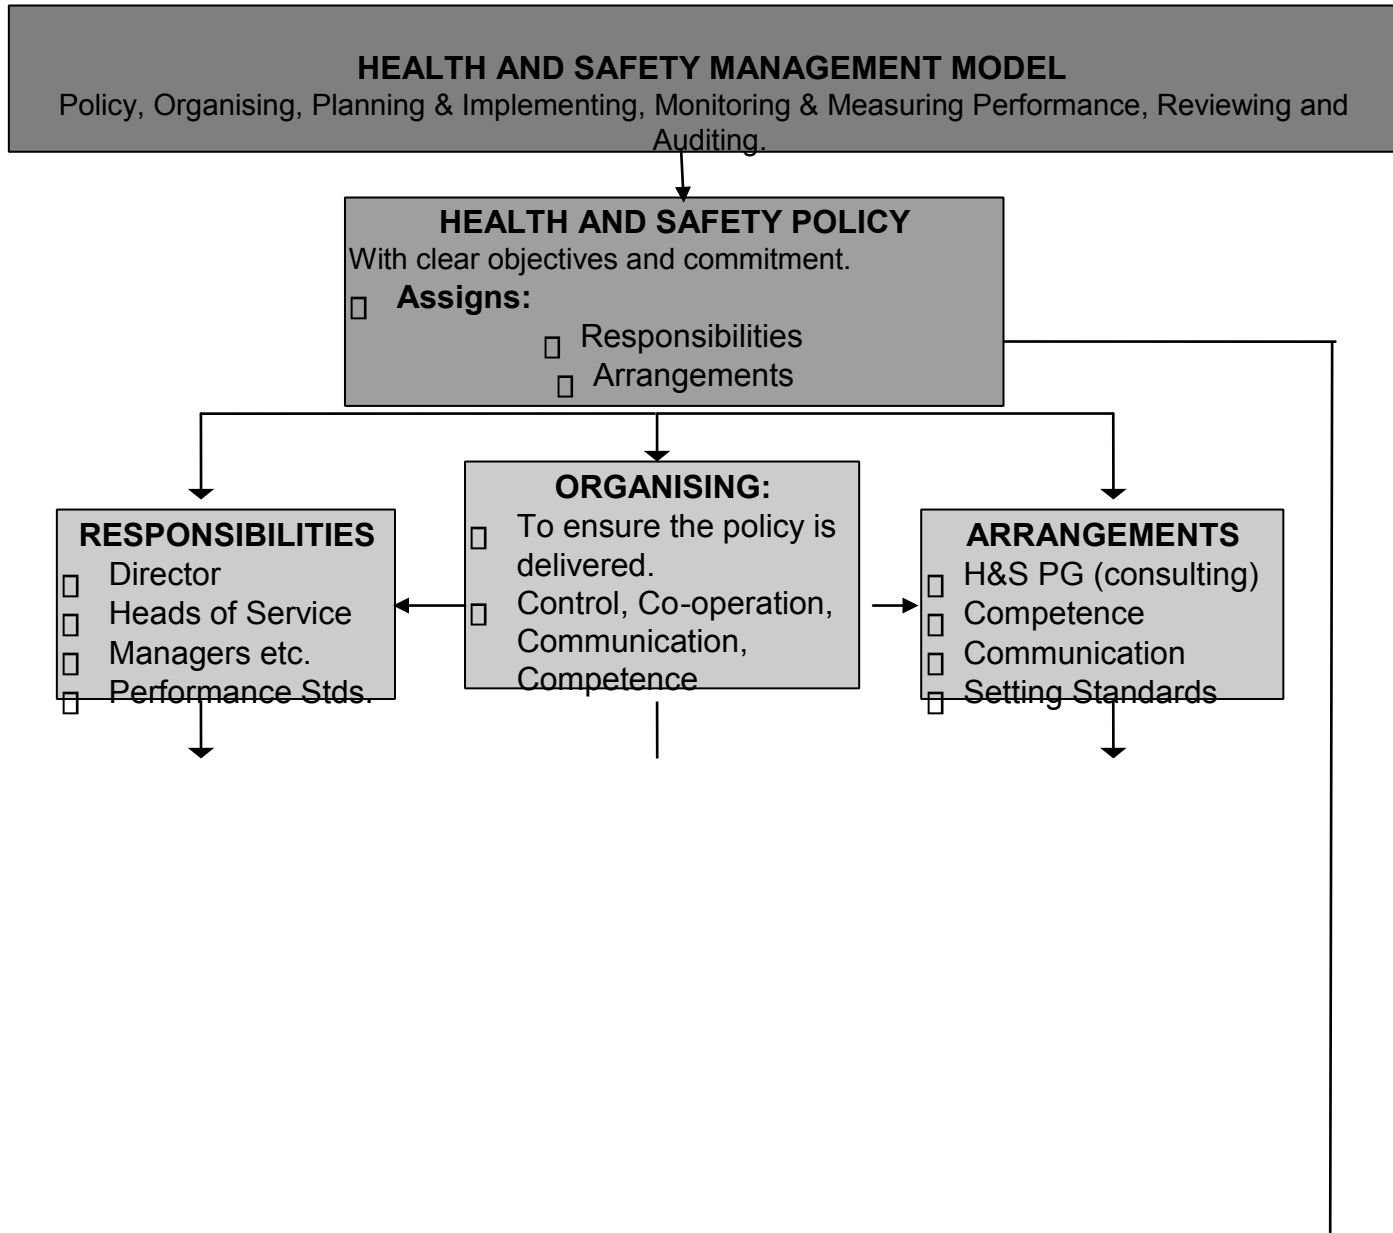 HEALTH AND SAFETY MANAGEMENT MODEL
Policy, Organising, Planning & Implementing, Monitoring & Measuring Performance, Reviewing and
Auditing.
HEALTH AND SAFETY POLICY
With clear objectives and commitment.
Assigns:
Responsibilities
Arrangements
RESPONSIBILITIES
Director
Heads of Service
Managers etc.
Performance Stds.
ORGANISING:
To ensure the policy is
delivered.
Control, Co-operation,
Communication,
Competence
ARRANGEMENTS
H&S PG (consulting)
Competence
Communication
Setting Standards